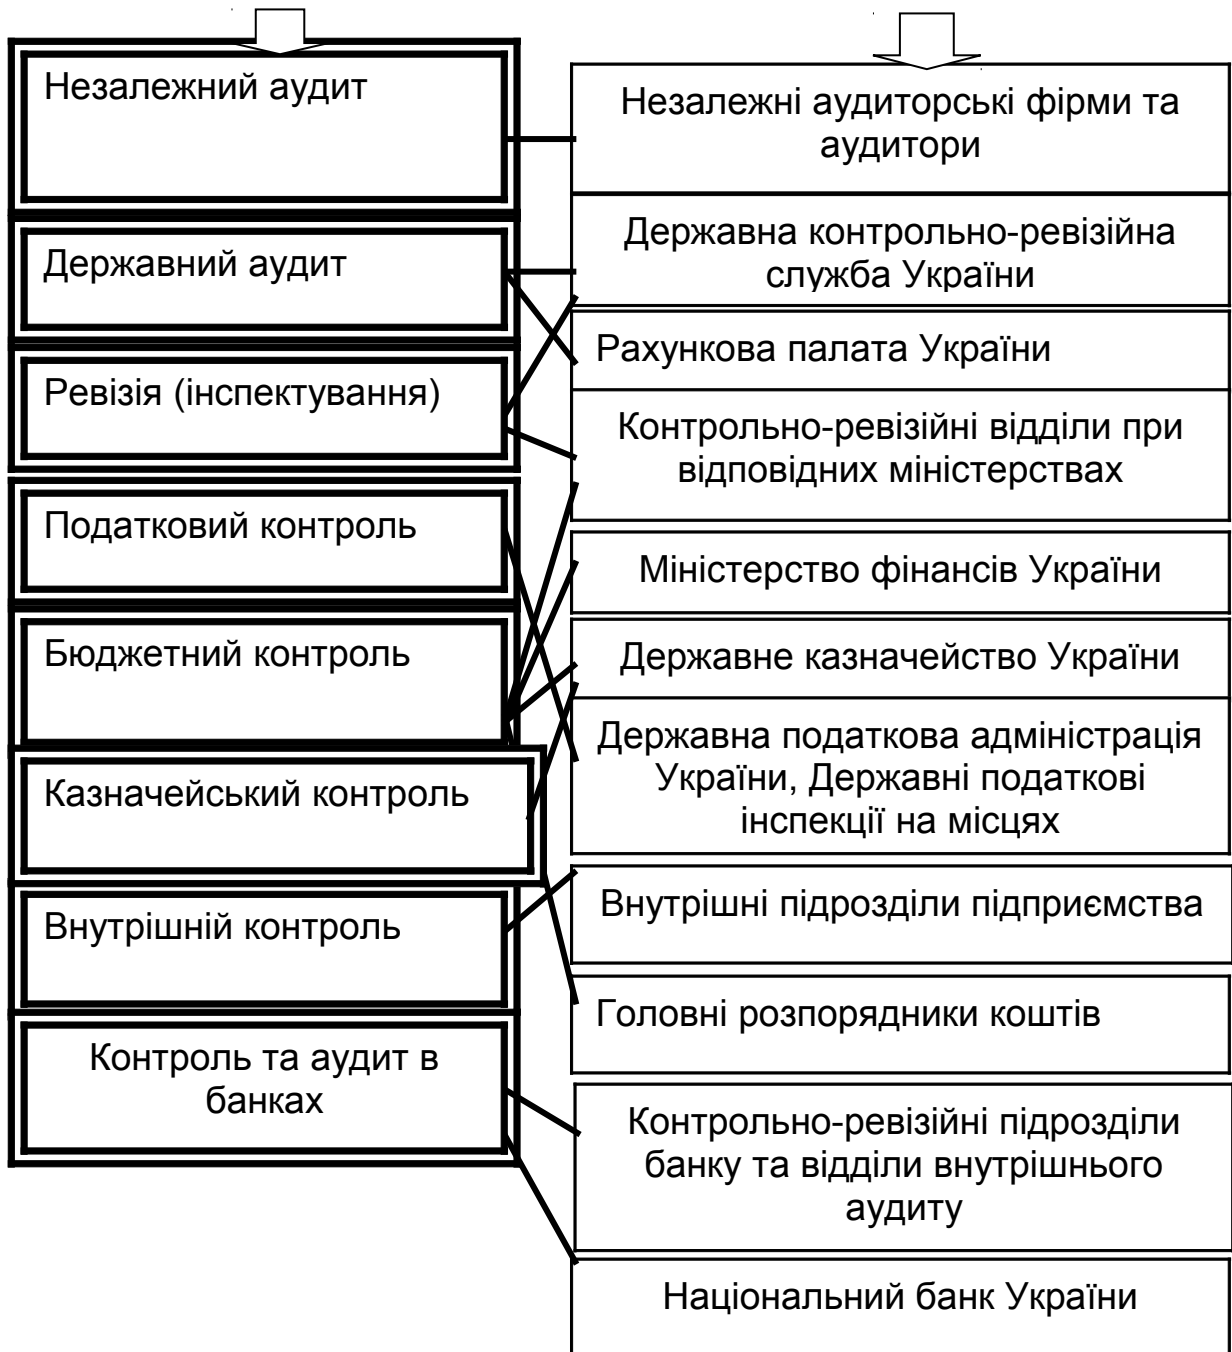 Незалежний аудит
Державний аудит
Ревізія (інспектування)
Податковий контроль
Бюджетний контроль
Казначейський контроль
Внутрішній контроль
Контроль та аудит в
банках
Незалежні аудиторські фірми та
аудитори
Державна контрольно-ревізійна
служба України
Рахункова палата України
Контрольно-ревізійні відділи при
відповідних міністерствах
Міністерство фінансів України
Державне казначейство України
Державна податкова адміністрація
України, Державні податкові
інспекції на місцях
Внутрішні підрозділи підприємства
Головні розпорядники коштів
Контрольно-ревізійні підрозділи
банку та відділи внутрішнього
аудиту
Національний банк України